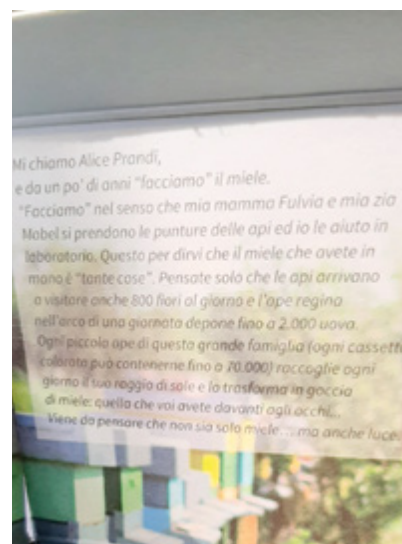 Mi chiamo Alice Prandi,
e da un po' di anni "facciamo" il miele.
"Facciamo" nel senso che mia mamma Fulvia e mia zia
Mabel si prendono le punture delle api ed io le aiuto in
laboratorio. Questo per dirvi che il miele che avete in
mano è "tante cose". Pensate solo che le api arrivano
a visitare anche 800 fiori al giorno e l'ape regina
nell'arco di una giornata depone fino a 2.000 uova.
Ogni piccola ape di questa grande famiglia (ogni cassett
colorata può contenerne fino a 70.000) raccoglie ogni
giorno il suo raggio di sole e lo trasforma in goccia
di miele: quella che voi avete davanti agli occhi...
Viene da pensare che non sia solo miele... ma anche luce.